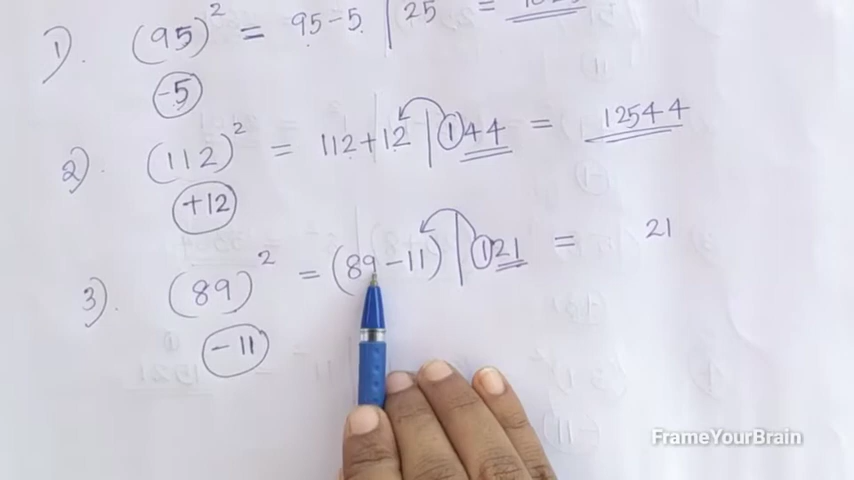 1). (95)² = 95-5 | 25 =
-5
2). (112)² = 112+12 | 144 = 12544
+12
3). (89)² = (89-11) | 121 = 21
-11
FrameYourBrain